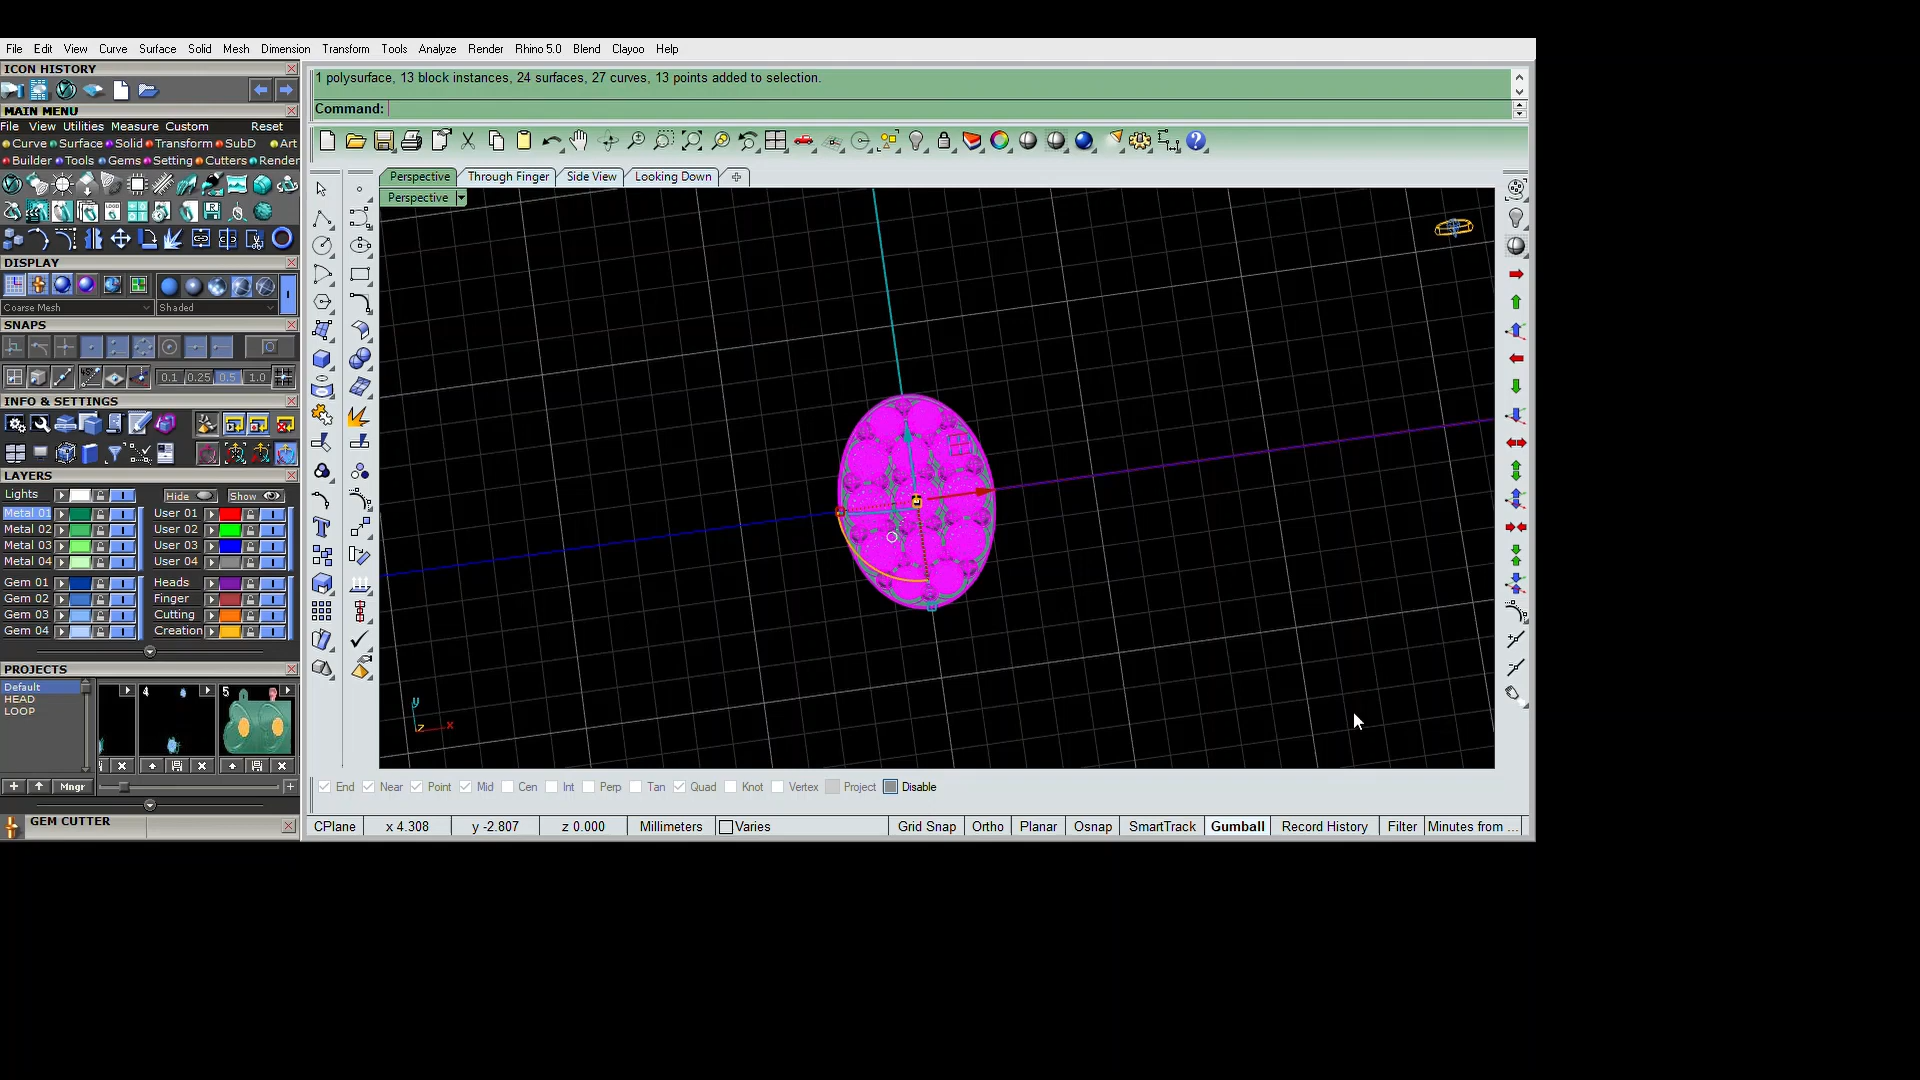 File Edit View Curve Surface Solid Mesh Dimension Transform Tools Analyze Render Rhino 5.0 Blend Clayoo Help
ICON HISTORY
MAIN MENU
File View Utilities Measure Custom Reset
Curve Surface Solid Transform SubD Art
Builder Tools Gems Setting Cutters Render
DISPLAY
Coarse Mesh Shaded
SNAPS
0.1 0.25 0.5 1.0
INFO & SETTINGS
LAYERS
Lights Hide Show
Metal 01 User 01
Metal 02 User 02
Metal 03 User 03
Metal 04 User 04
Gem 01 Heads
Gem 02 Finger
Gem 03 Cutting
Gem 04 Creation
PROJECTS
Default
HEAD
LOOP
4 5
Mngr
GEM CUTTER
1 polysurface, 13 block instances, 24 surfaces, 27 curves, 13 points added to selection.
Command:
Perspective Through Finger Side View Looking Down
Perspective
y
z x
End Near Point Mid Cen Int Perp Tan Quad Knot Vertex Project Disable
CPlane x 4.308 y -2.807 z 0.000 Millimeters Varies Grid Snap Ortho Planar Osnap SmartTrack Gumball Record History Filter Minutes from ...